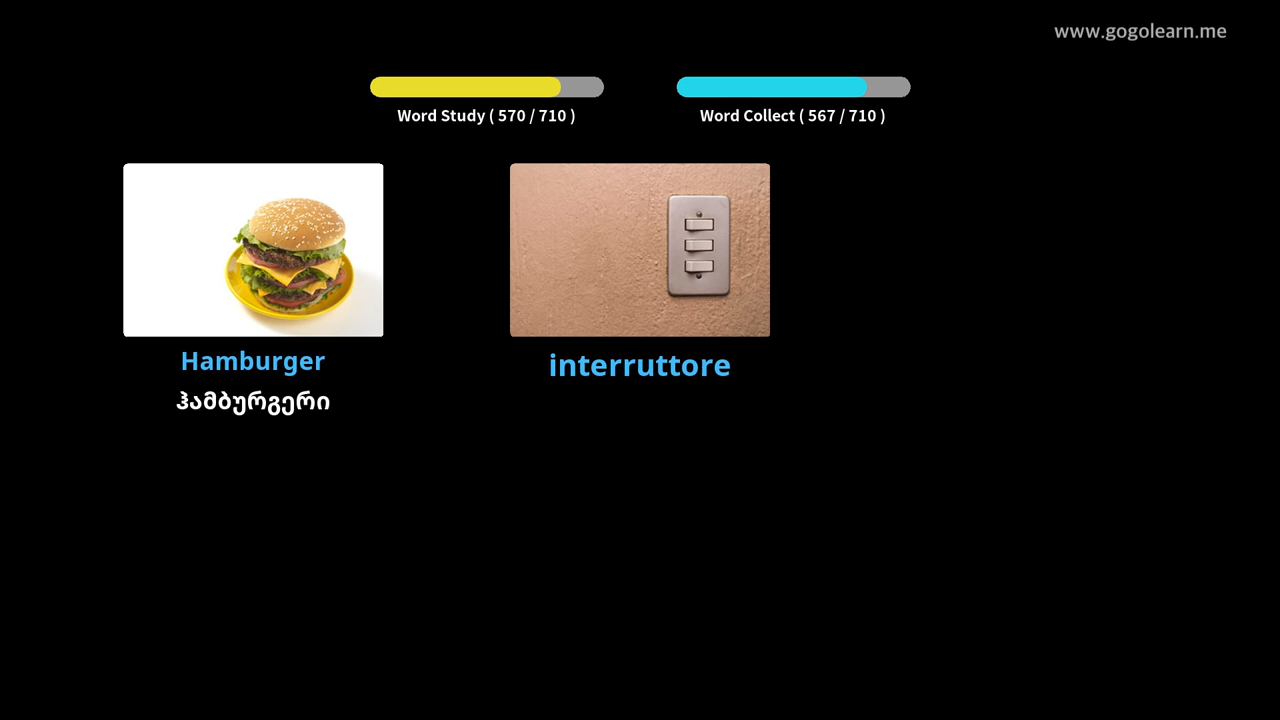 www.gogolearn.me
Word Study ( 570 / 710 )
Word Collect ( 567 / 710 )
Hamburger
ჰამბურგერი
interruttore